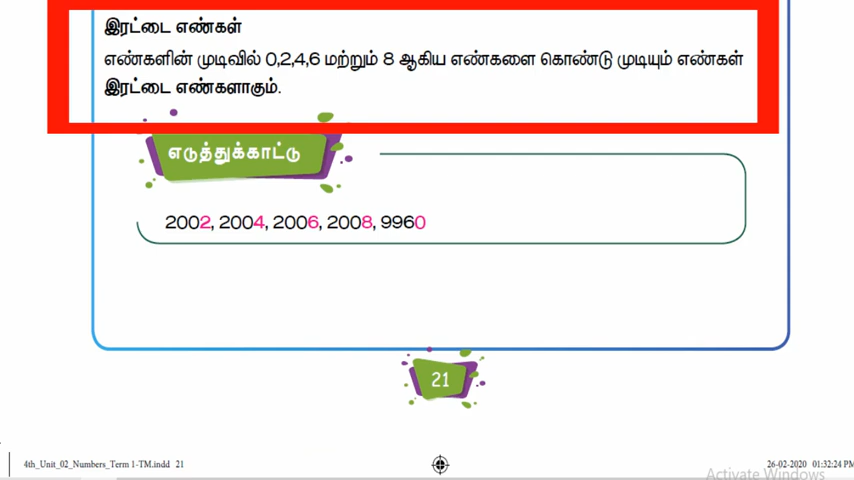 இரட்டை எண்கள்
எண்களின் முடிவில் 0,2,4,6 மற்றும் 8 ஆகிய எண்களை கொண்டு முடியும் எண்கள்
இரட்டை எண்களாகும்.
எடுத்துக்காட்டு
2002, 2004, 2006, 2008, 9960
21
4th_Unit_02_Numbers_Term 1-TM.indd 21
26-02-2020 01:32:24 PM
Activate Windows